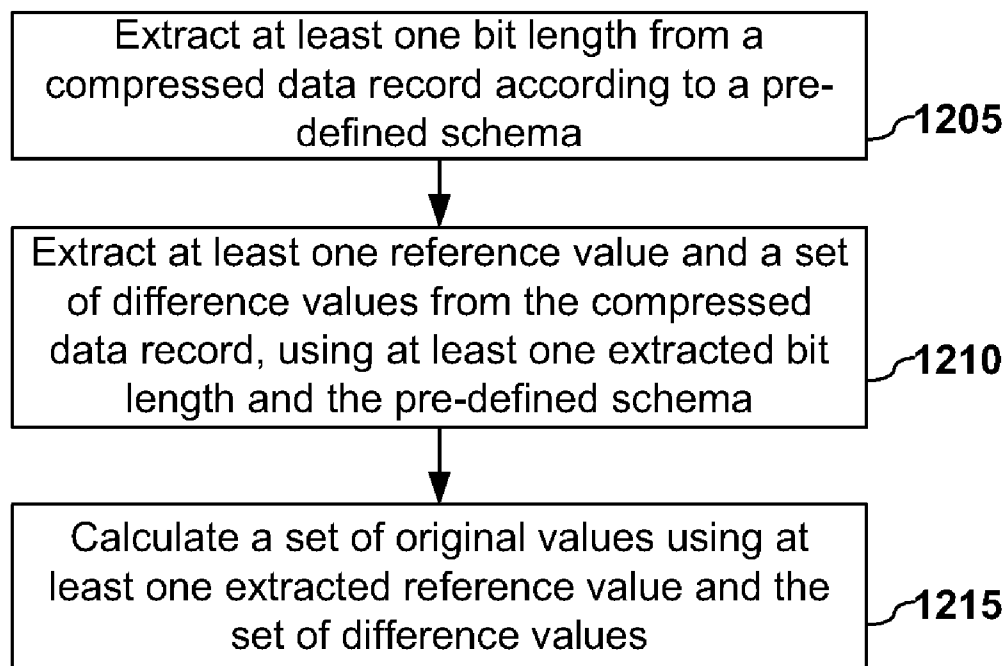 Extract at least one bit length from a
compressed data record according to a pre-
defined schema
1205
Extract at least one reference value and a set
of difference values from the compressed
data record, using at least one extracted bit
length and the pre-defined schema
1210
Calculate a set of original values using at
least one extracted reference value and the
set of difference values
1215